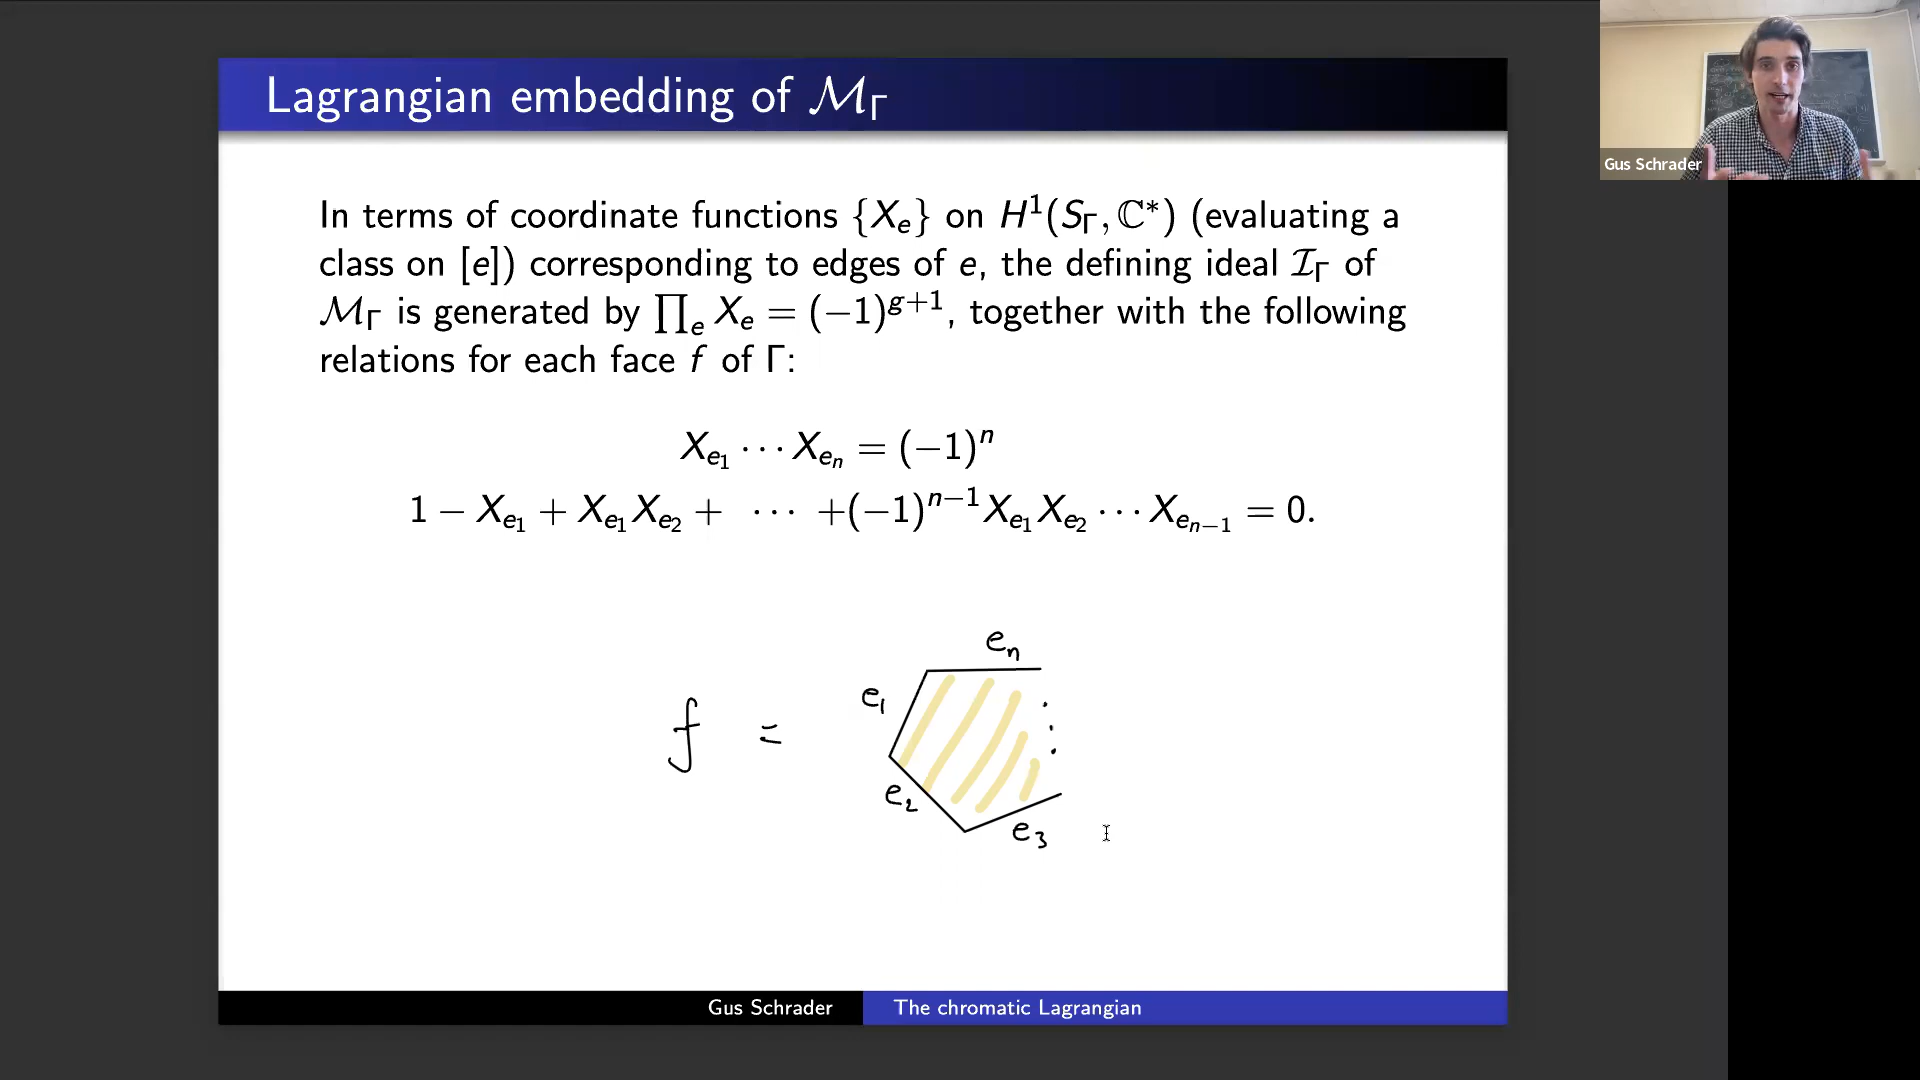 Lagrangian embedding of ℳ_Γ
Gus Schrader
In terms of coordinate functions {X_e} on H¹(S_Γ, ℂ*) (evaluating a
class on [e]) corresponding to edges of e, the defining ideal ℐ_Γ of
ℳ_Γ is generated by ∏_e X_e = (−1)^{g+1}, together with the following
relations for each face f of Γ:
X_{e_1} ⋯ X_{e_n} = (−1)^n
1 − X_{e_1} + X_{e_1}X_{e_2} + ⋯ +(−1)^{n−1}X_{e_1}X_{e_2} ⋯ X_{e_{n−1}} = 0.
e_n
e_1
f =
e_2
e_3
Gus Schrader
The chromatic Lagrangian